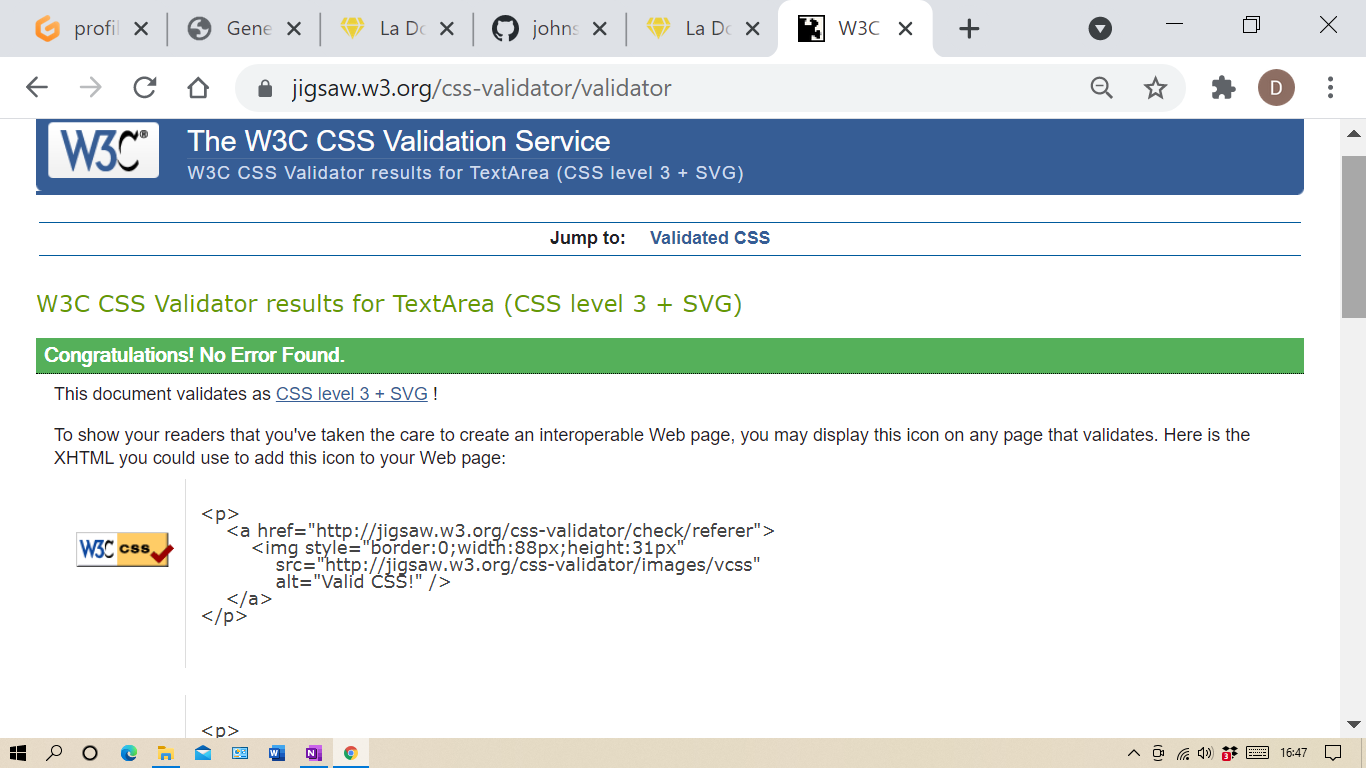 profil
Gene
La Do
johns
La Do
W3C
jigsaw.w3.org/css-validator/validator
D
W3C®
The W3C CSS Validation Service
W3C CSS Validator results for TextArea (CSS level 3 + SVG)
Jump to: Validated CSS
W3C CSS Validator results for TextArea (CSS level 3 + SVG)
Congratulations! No Error Found.
This document validates as CSS level 3 + SVG !
To show your readers that you've taken the care to create an interoperable Web page, you may display this icon on any page that validates. Here is the
XHTML you could use to add this icon to your Web page:
W3C css
<p>
<a href="http://jigsaw.w3.org/css-validator/check/referer">
<img style="border:0;width:88px;height:31px"
src="http://jigsaw.w3.org/css-validator/images/vcss"
alt="Valid CSS!" />
</a>
</p>
<p>
3
16:47